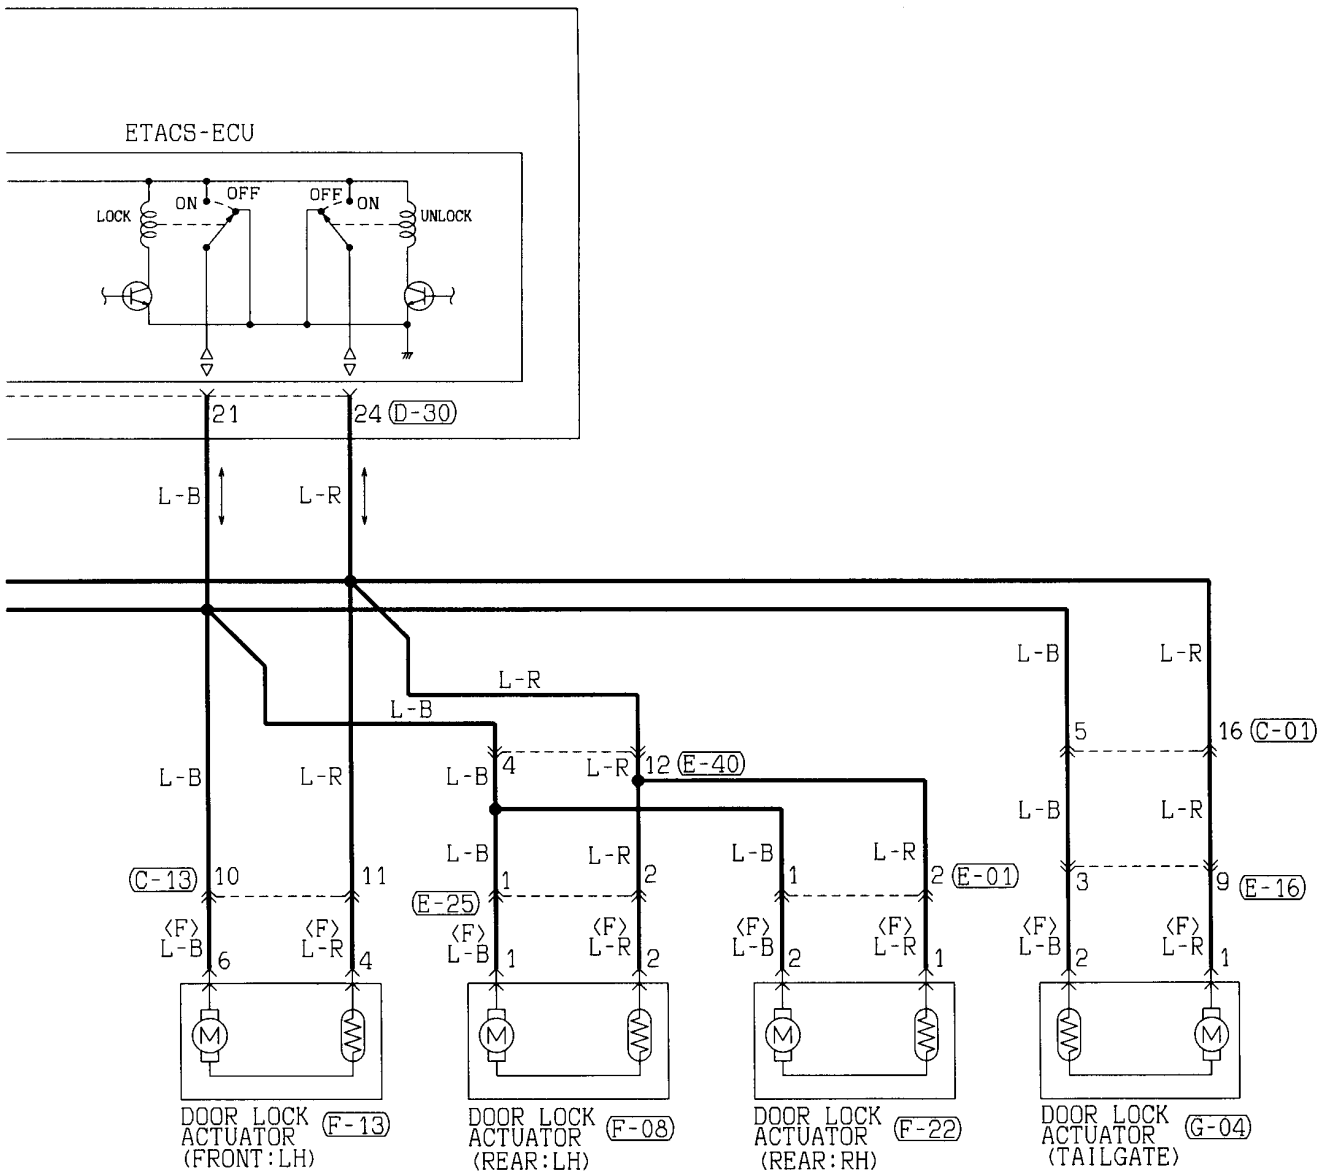 ETACS-ECU
ON OFF OFF ON
LOCK UNLOCK
21 24 D-30
L-B L-R
L-B L-R
L-R
L-B
5 16 C-01
4 12 E-40
L-B L-R L-B L-R
L-B L-R
L-B L-R L-B L-R
C-13 10 11 1 2 1 2 E-01 3 9 E-16
E-25
<F> <F> <F> <F> <F> <F> <F> <F>
L-B L-R L-B L-R L-B L-R L-B L-R
6 4 1 2 2 1 2 1
M M M M
DOOR LOCK
ACTUATOR
(FRONT:LH)
F-13
DOOR LOCK
ACTUATOR
(REAR:LH)
F-08
DOOR LOCK
ACTUATOR
(REAR:RH)
F-22
DOOR LOCK
ACTUATOR
(TAILGATE)
G-04